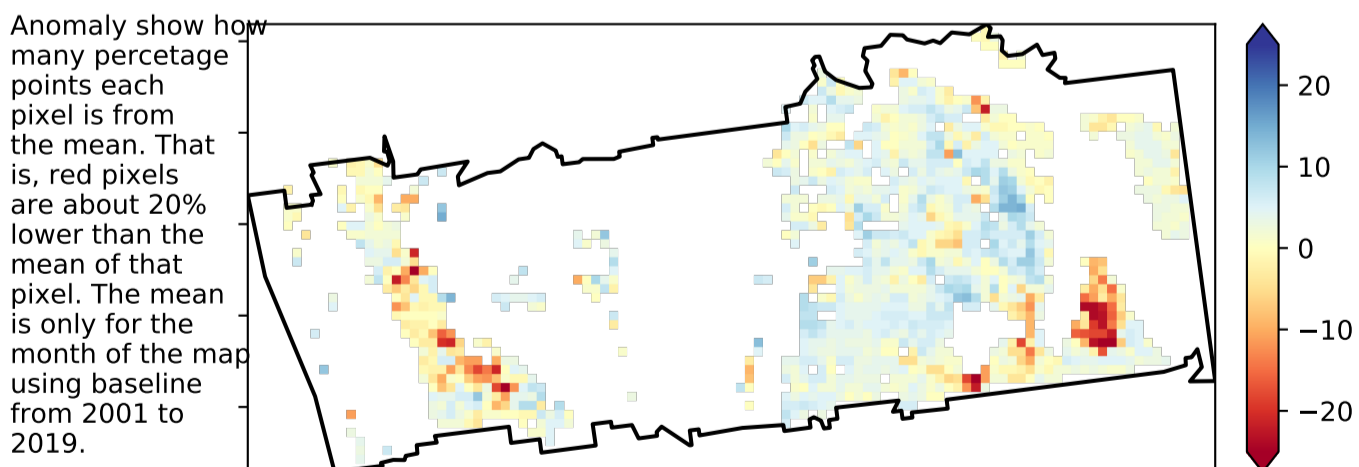 Anomaly show how
many percetage
points each
pixel is from
the mean. That
is, red pixels
are about 20%
lower than the
mean of that
pixel. The mean
is only for the
month of the map
using baseline
from 2001 to
2019.
20
10
0
−10
−20